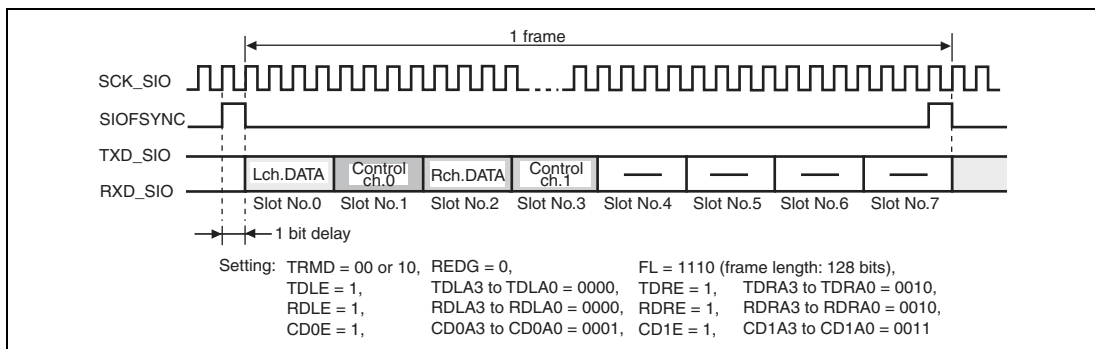 1 frame
SCK_SIO
SIOFSYNC
TXD_SIO
RXD_SIO
Lch.DATA
Control
ch.0
Rch.DATA
Control
ch.1
Slot No.0 Slot No.1 Slot No.2 Slot No.3 Slot No.4 Slot No.5 Slot No.6 Slot No.7
1 bit delay
Setting: TRMD = 00 or 10, REDG = 0, FL = 1110 (frame length: 128 bits),
TDLE = 1, TDLA3 to TDLA0 = 0000, TDRE = 1, TDRA3 to TDRA0 = 0010,
RDLE = 1, RDLA3 to RDLA0 = 0000, RDRE = 1, RDRA3 to RDRA0 = 0010,
CD0E = 1, CD0A3 to CD0A0 = 0001, CD1E = 1, CD1A3 to CD1A0 = 0011